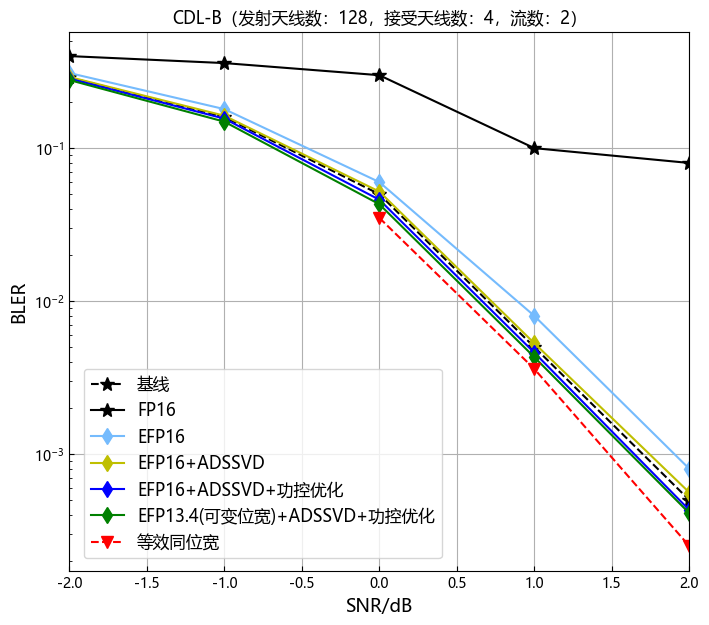 CDL-B（发射天线数：128，接受天线数：4，流数：2）
BLER
10⁻¹
10⁻²
10⁻³
基线
FP16
EFP16
EFP16+ADSSVD
EFP16+ADSSVD+功控优化
EFP13.4(可变位宽)+ADSSVD+功控优化
等效同位宽
-2.0 -1.5 -1.0 -0.5 0.0 0.5 1.0 1.5 2.0
SNR/dB